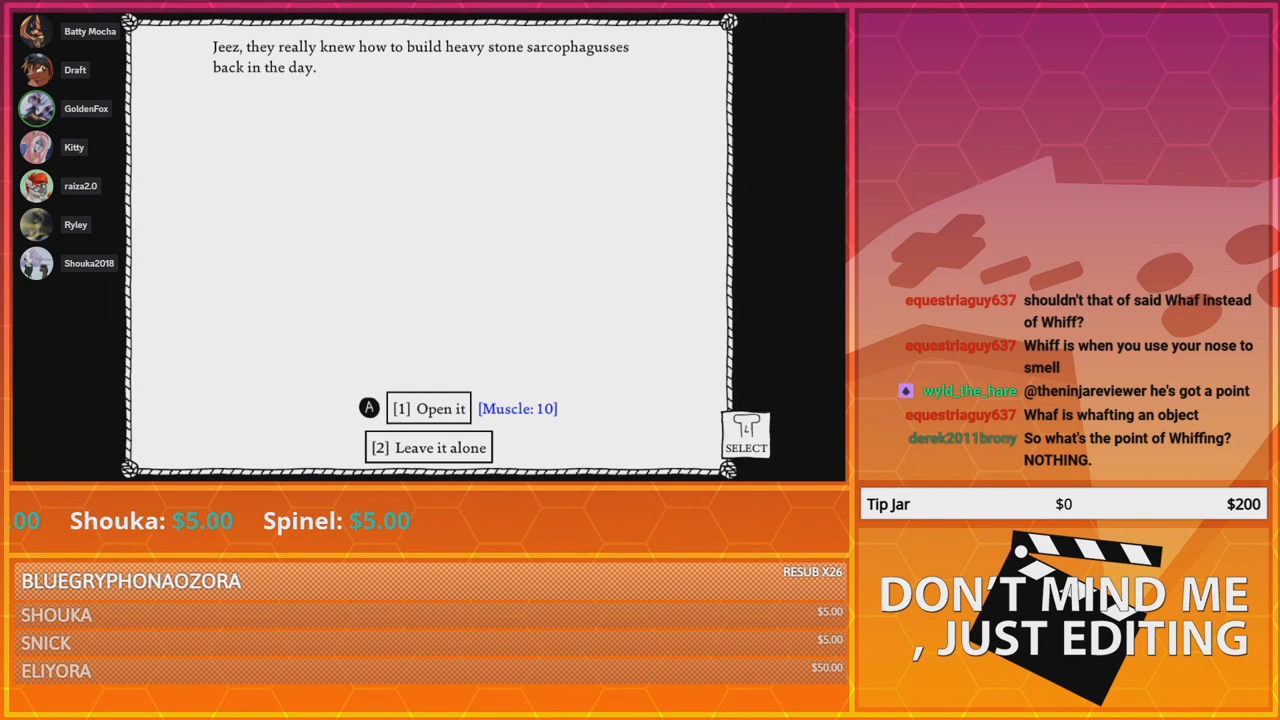 Batty Mocha
Draft
GoldenFox
Kitty
raiza2.0
Ryley
Shouka2018
Jeez, they really knew how to build heavy stone sarcophagusses
back in the day.
A [1] Open it [Muscle: 10]
[2] Leave it alone
SELECT
equestriaguy637 shouldn't that of said Whaf instead
of Whiff?
equestriaguy637 Whiff is when you use your nose to
smell
wyld_the_hare @theninjareviewer he's got a point
equestriaguy637 Whaf is whafting an object
derek2011brony So what's the point of Whiffing?
NOTHING.
Tip Jar $0 $200
.00 Shouka: $5.00 Spinel: $5.00
BLUEGRYPHONAOZORA RESUB X26
SHOUKA $5.00
SNICK $5.00
ELIYORA $50.00
DON'T MIND ME
, JUST EDITING